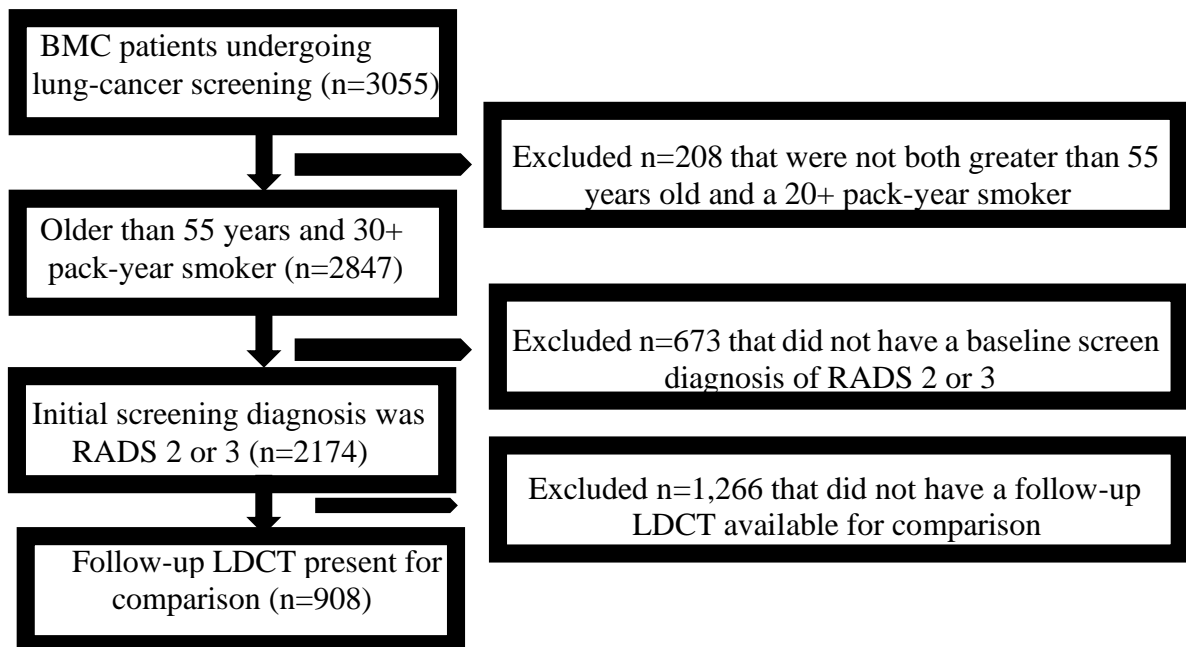 BMC patients undergoing
lung-cancer screening (n=3055)
Excluded n=208 that were not both greater than 55
years old and a 20+ pack-year smoker
Older than 55 years and 30+
pack-year smoker (n=2847)
Excluded n=673 that did not have a baseline screen
diagnosis of RADS 2 or 3
Initial screening diagnosis was
RADS 2 or 3 (n=2174)
Excluded n=1,266 that did not have a follow-up
LDCT available for comparison
Follow-up LDCT present for
comparison (n=908)